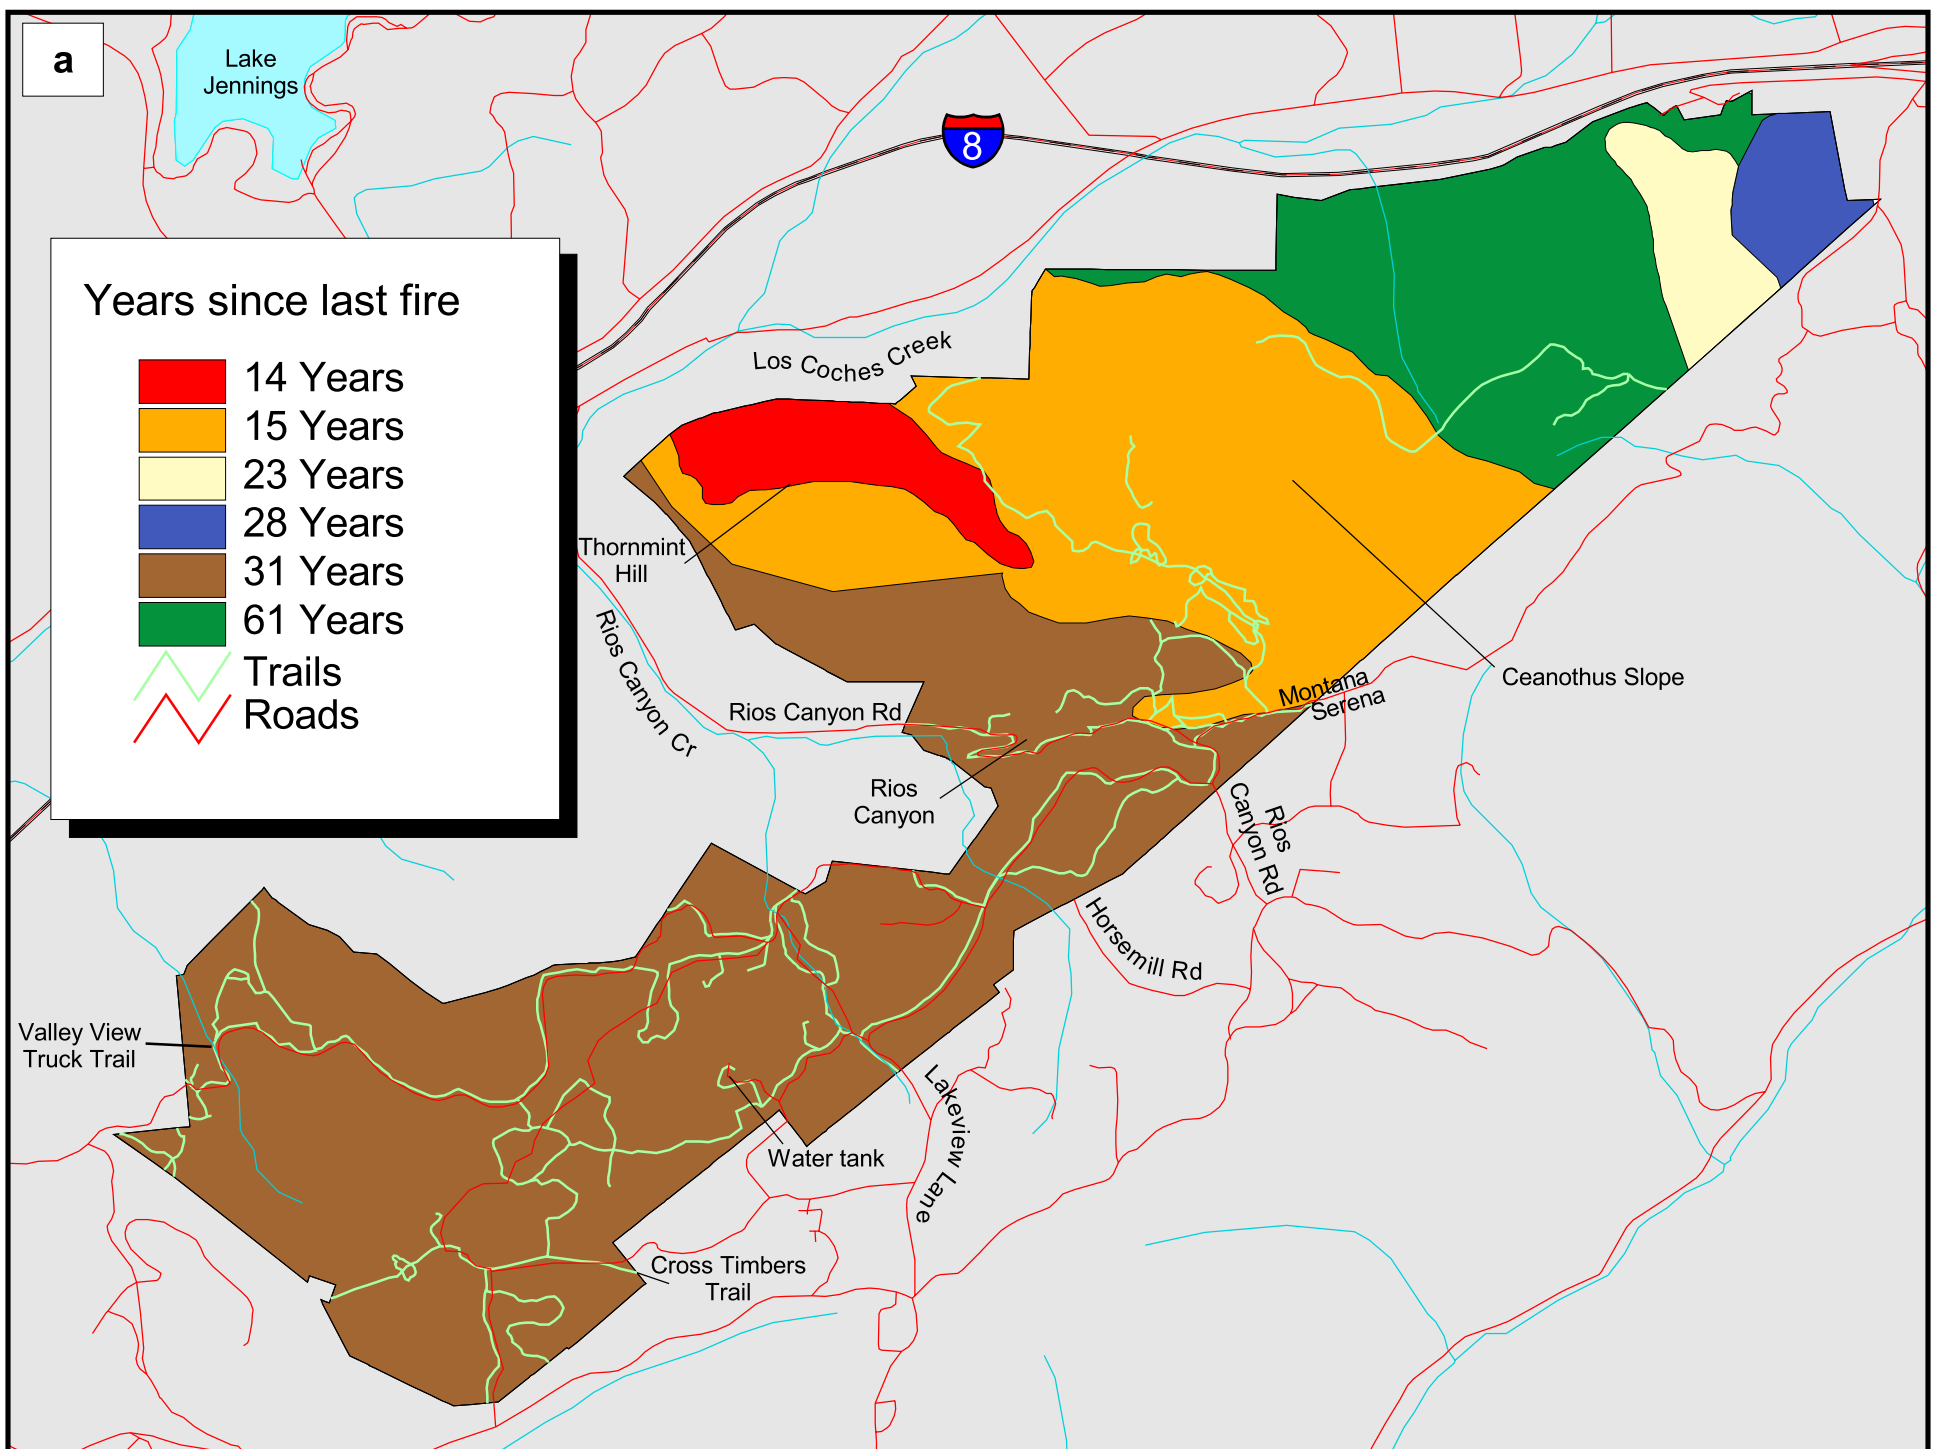 a
Lake
Jennings
8
Years since last fire
14 Years
15 Years
23 Years
28 Years
31 Years
61 Years
Trails
Roads
Los Coches Creek
Thornmint
Hill
Rios Canyon Cr
Rios Canyon Rd
Ceanothus Slope
Montana
Serena
Rios
Canyon
Rios
Canyon Rd
Horsemill Rd
Valley View
Truck Trail
Lakeview Lane
Water tank
Cross Timbers
Trail